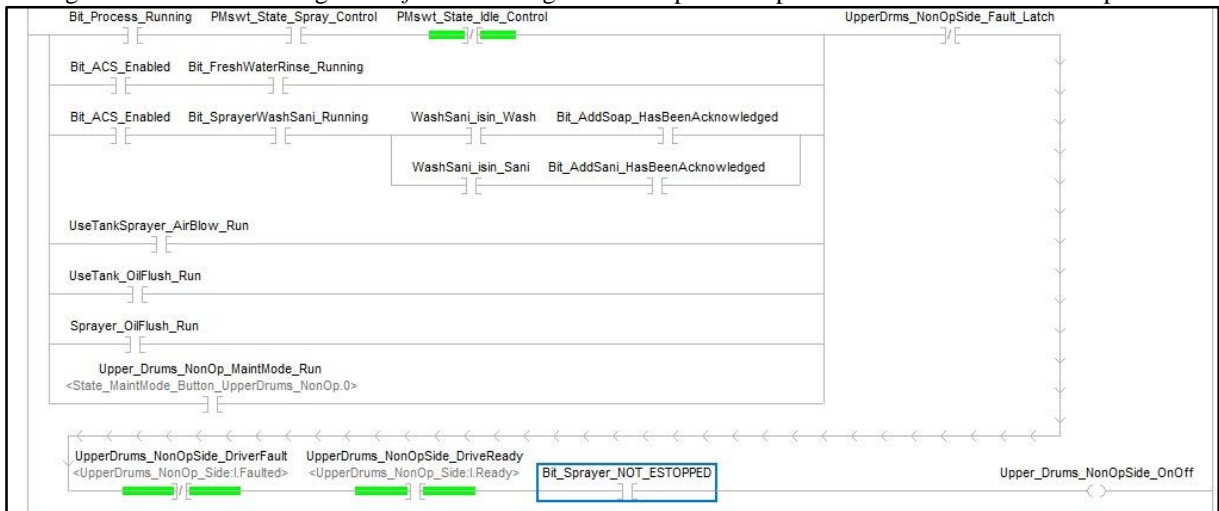 Bit_Process_Running PMswt_State_Spray_Control PMswt_State_Idle_Control UpperDrms_NonOpSide_Fault_Latch
Bit_ACS_Enabled Bit_FreshWaterRinse_Running
Bit_ACS_Enabled Bit_SprayerWashSani_Running WashSani_isin_Wash Bit_AddSoap_HasBeenAcknowledged
WashSani_isin_Sani Bit_AddSani_HasBeenAcknowledged
UseTankSprayer_AirBlow_Run
UseTank_OilFlush_Run
Sprayer_OilFlush_Run
Upper_Drums_NonOp_MaintMode_Run
<State_MaintMode_Button_UpperDrums_NonOp.0>
UpperDrums_NonOpSide_DriverFault UpperDrums_NonOpSide_DriveReady
<UpperDrums_NonOp_Side:I.Faulted> <UpperDrums_NonOp_Side:I.Ready> Bit_Sprayer_NOT_ESTOPPED Upper_Drums_NonOpSide_OnOff